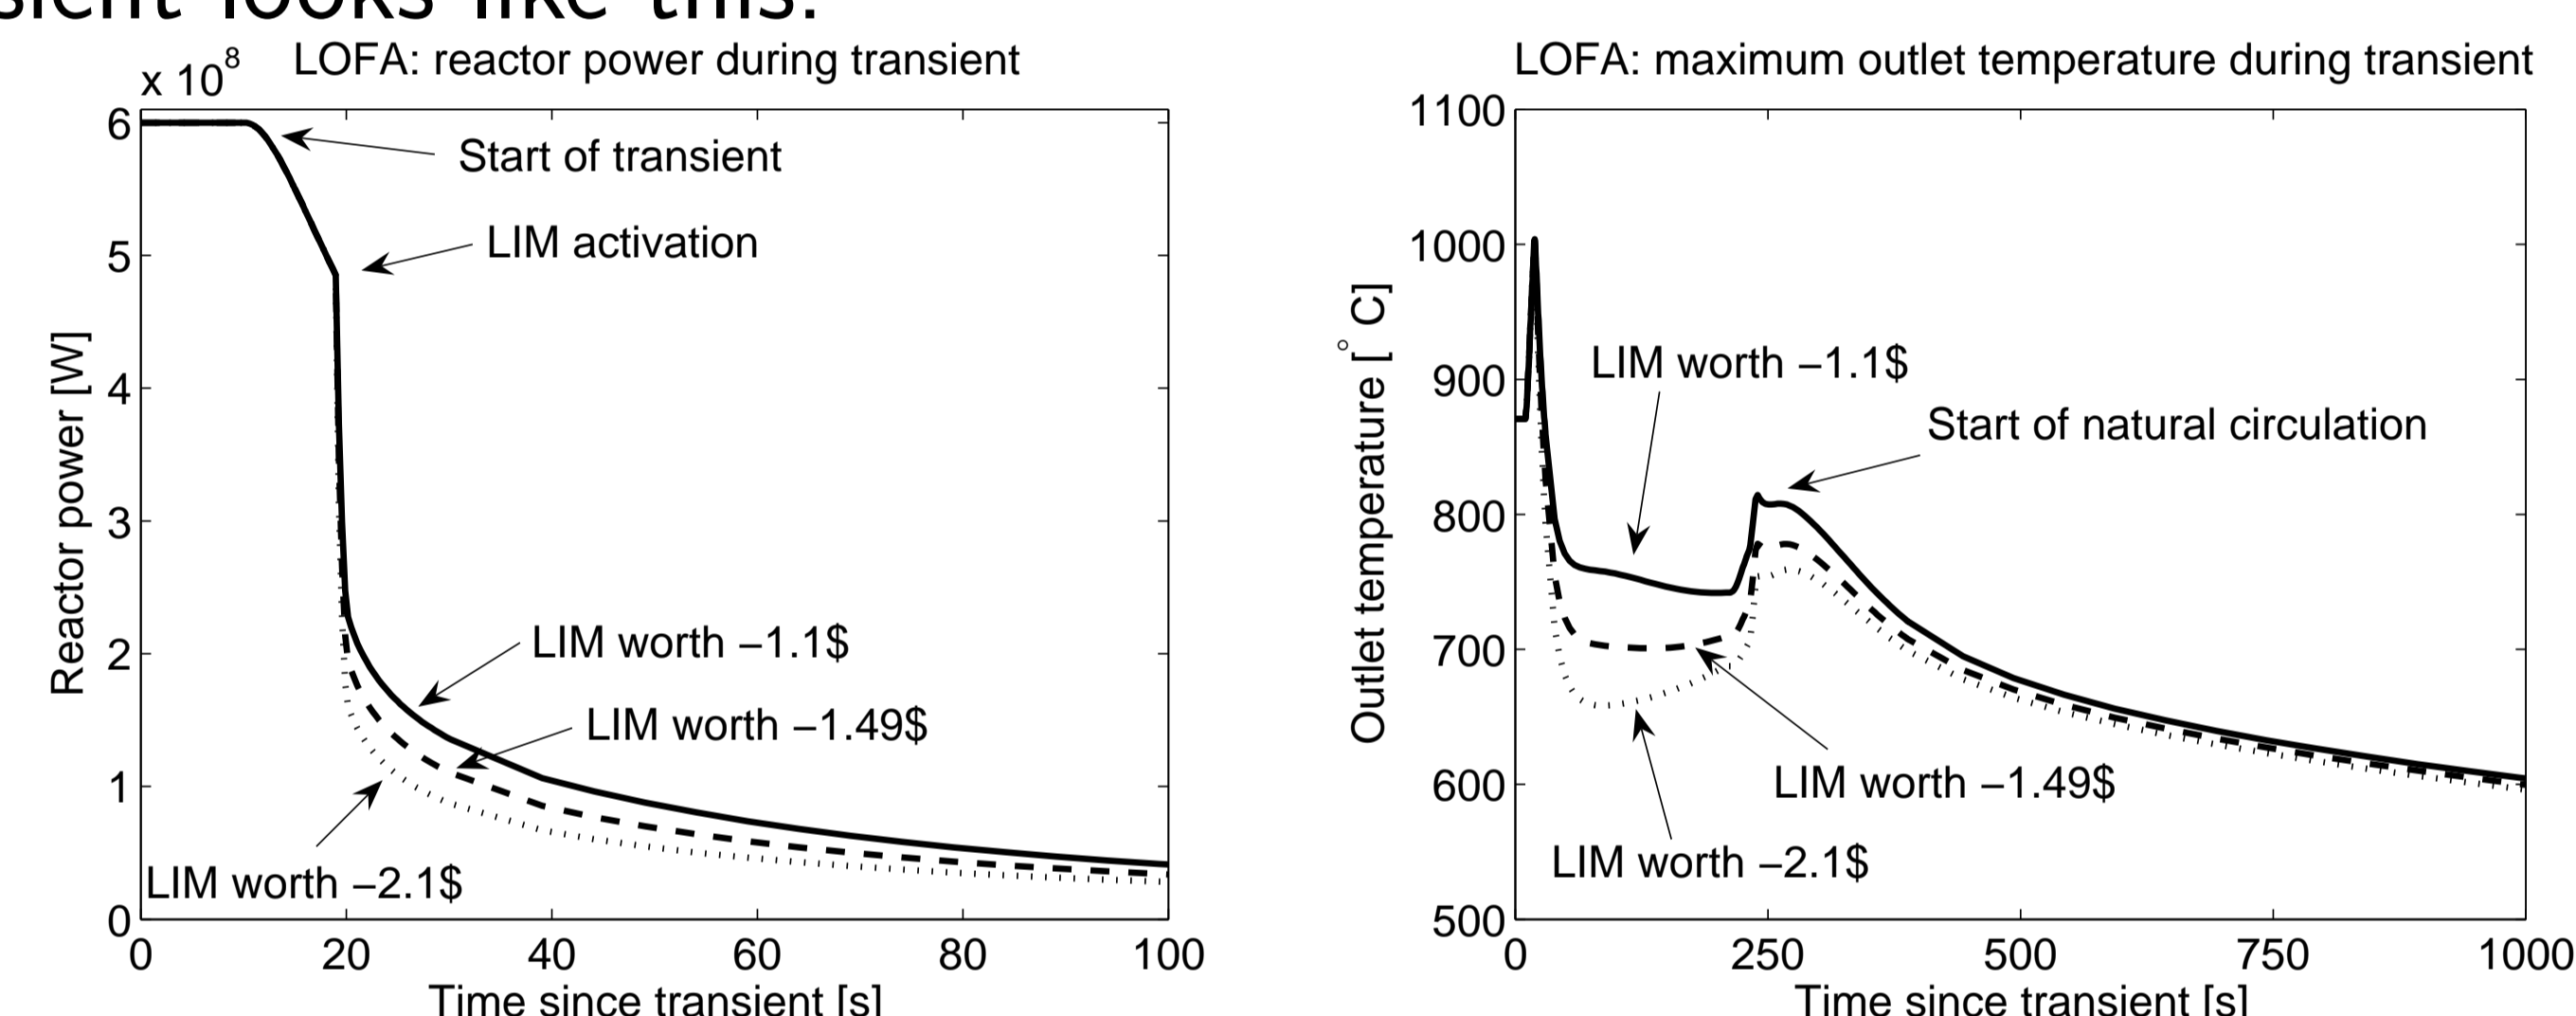 looks like this:
LOFA: reactor power during transient
x 10^8
6
5
4
3
2
1
0
Reactor power [W]
Start of transient
LIM activation
LIM worth –1.1$
LIM worth –1.49$
LIM worth –2.1$
0 20 40 60 80 100
Time since transient [s]
LOFA: maximum outlet temperature during transient
1100
1000
900
800
700
600
500
Outlet temperature [° C]
LIM worth –1.1$
Start of natural circulation
LIM worth –1.49$
LIM worth –2.1$
0 250 500 750 1000
Time since transient [s]